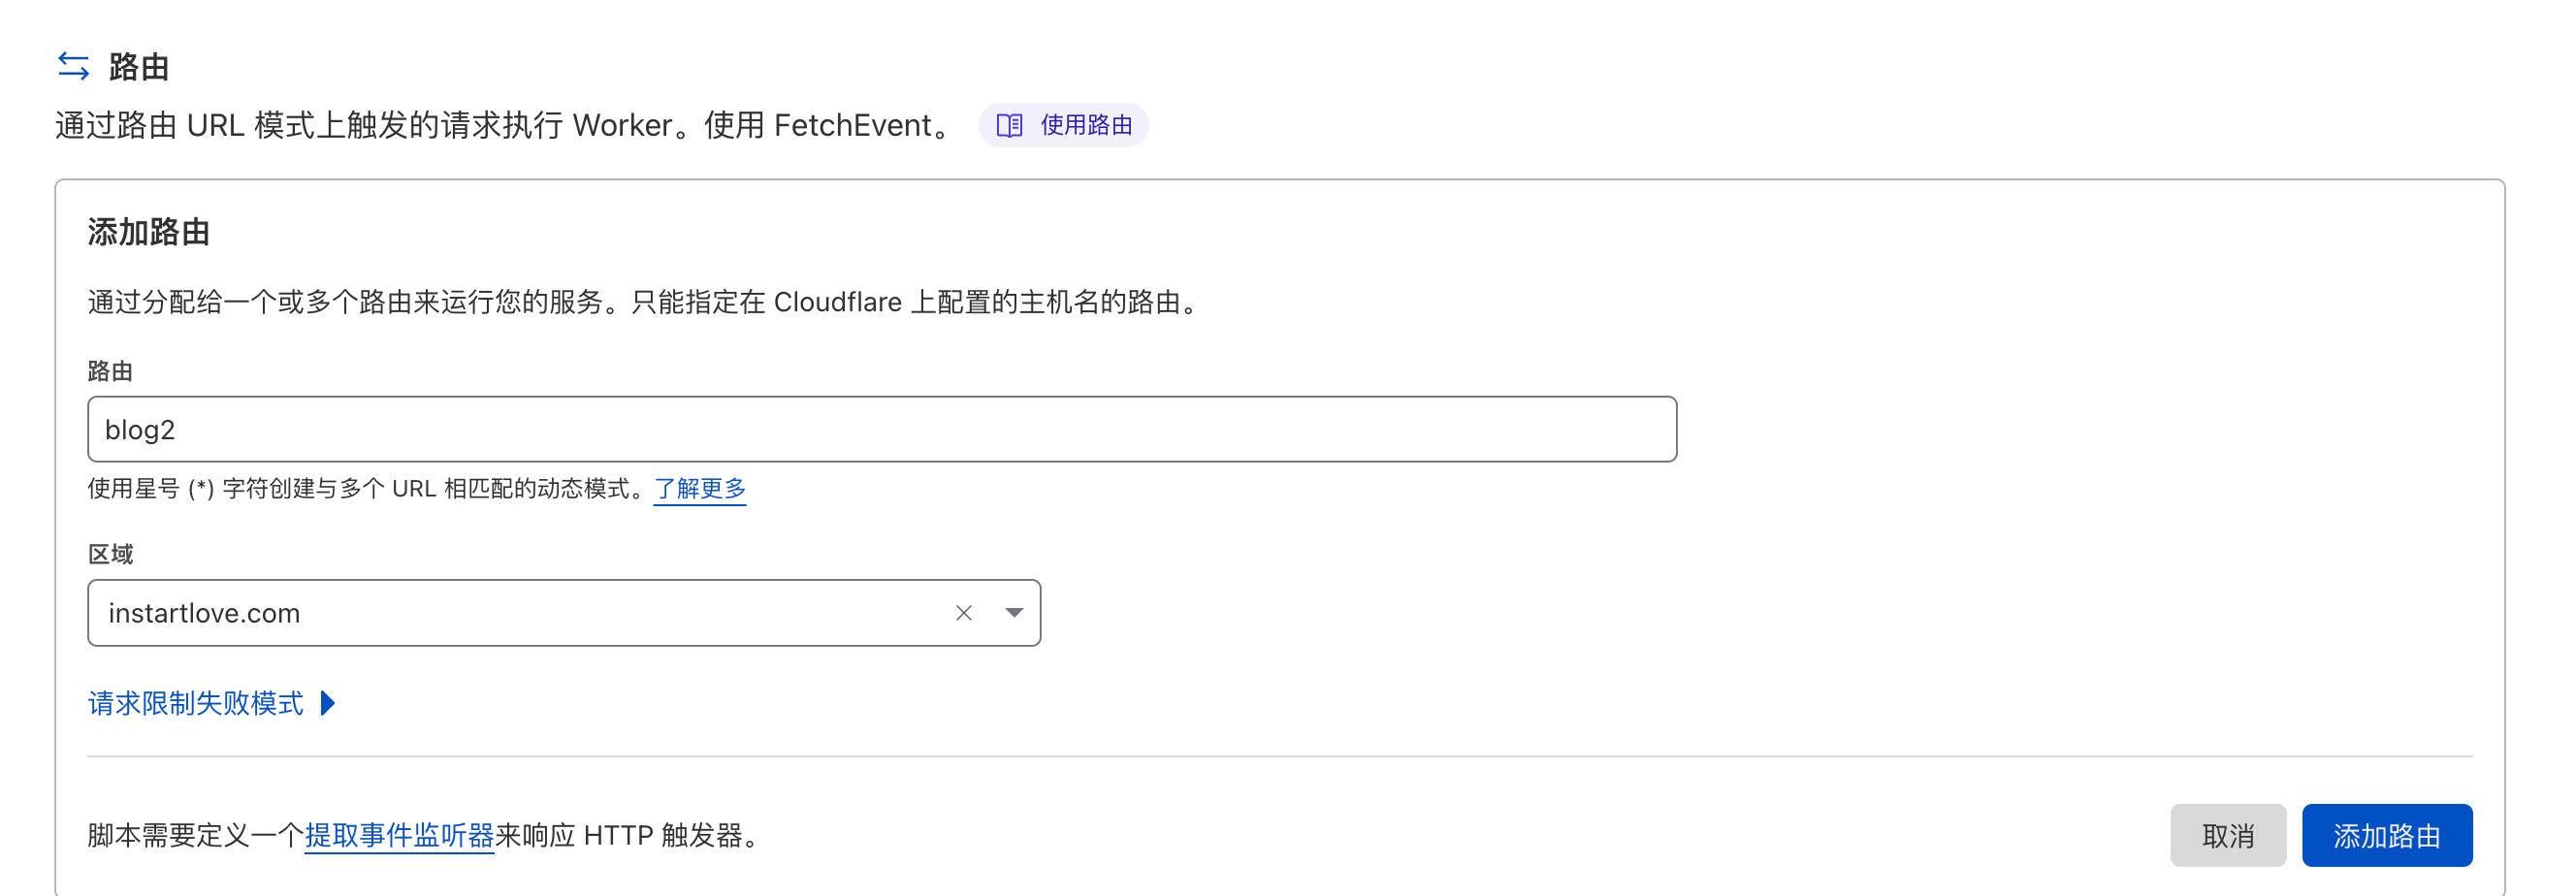 路由
通过路由 URL 模式上触发的请求执行 Worker。使用 FetchEvent。 使用路由
添加路由
通过分配给一个或多个路由来运行您的服务。只能指定在 Cloudflare 上配置的主机名的路由。
路由
blog2
使用星号 (*) 字符创建与多个 URL 相匹配的动态模式。了解更多
区域
instartlove.com
请求限制失败模式
脚本需要定义一个提取事件监听器来响应 HTTP 触发器。 取消 添加路由